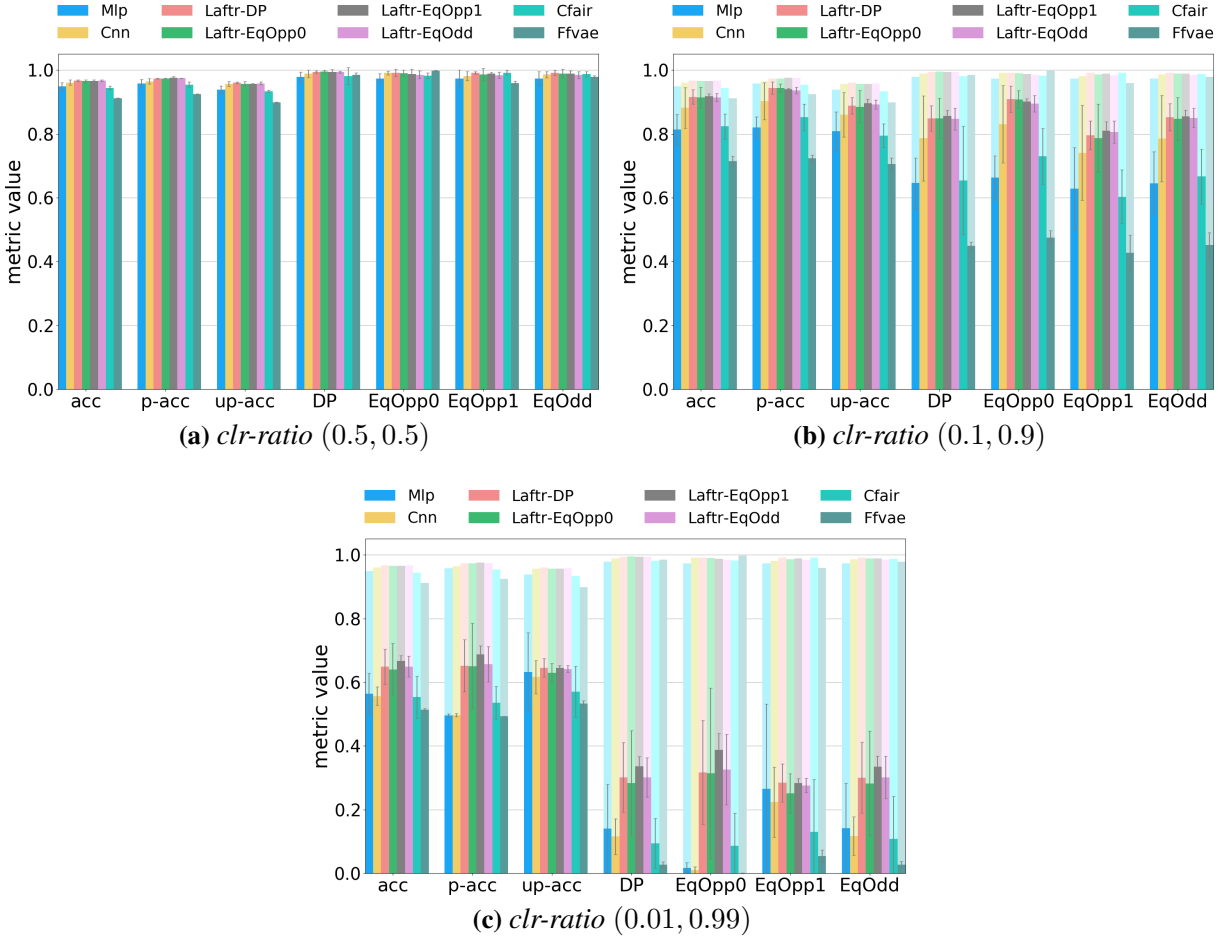 Mlp Laftr-DP Laftr-EqOpp1 Cfair
Cnn Laftr-EqOpp0 Laftr-EqOdd Ffvae
1.0
0.8
0.6
0.4
0.2
0.0
metric value
acc p-acc up-acc DP EqOpp0 EqOpp1 EqOdd
(a) clr-ratio (0.5, 0.5)
Mlp Laftr-DP Laftr-EqOpp1 Cfair
Cnn Laftr-EqOpp0 Laftr-EqOdd Ffvae
1.0
0.8
0.6
0.4
0.2
0.0
metric value
acc p-acc up-acc DP EqOpp0 EqOpp1 EqOdd
(b) clr-ratio (0.1, 0.9)
Mlp Laftr-DP Laftr-EqOpp1 Cfair
Cnn Laftr-EqOpp0 Laftr-EqOdd Ffvae
1.0
0.8
0.6
0.4
0.2
0.0
metric value
acc p-acc up-acc DP EqOpp0 EqOpp1 EqOdd
(c) clr-ratio (0.01, 0.99)